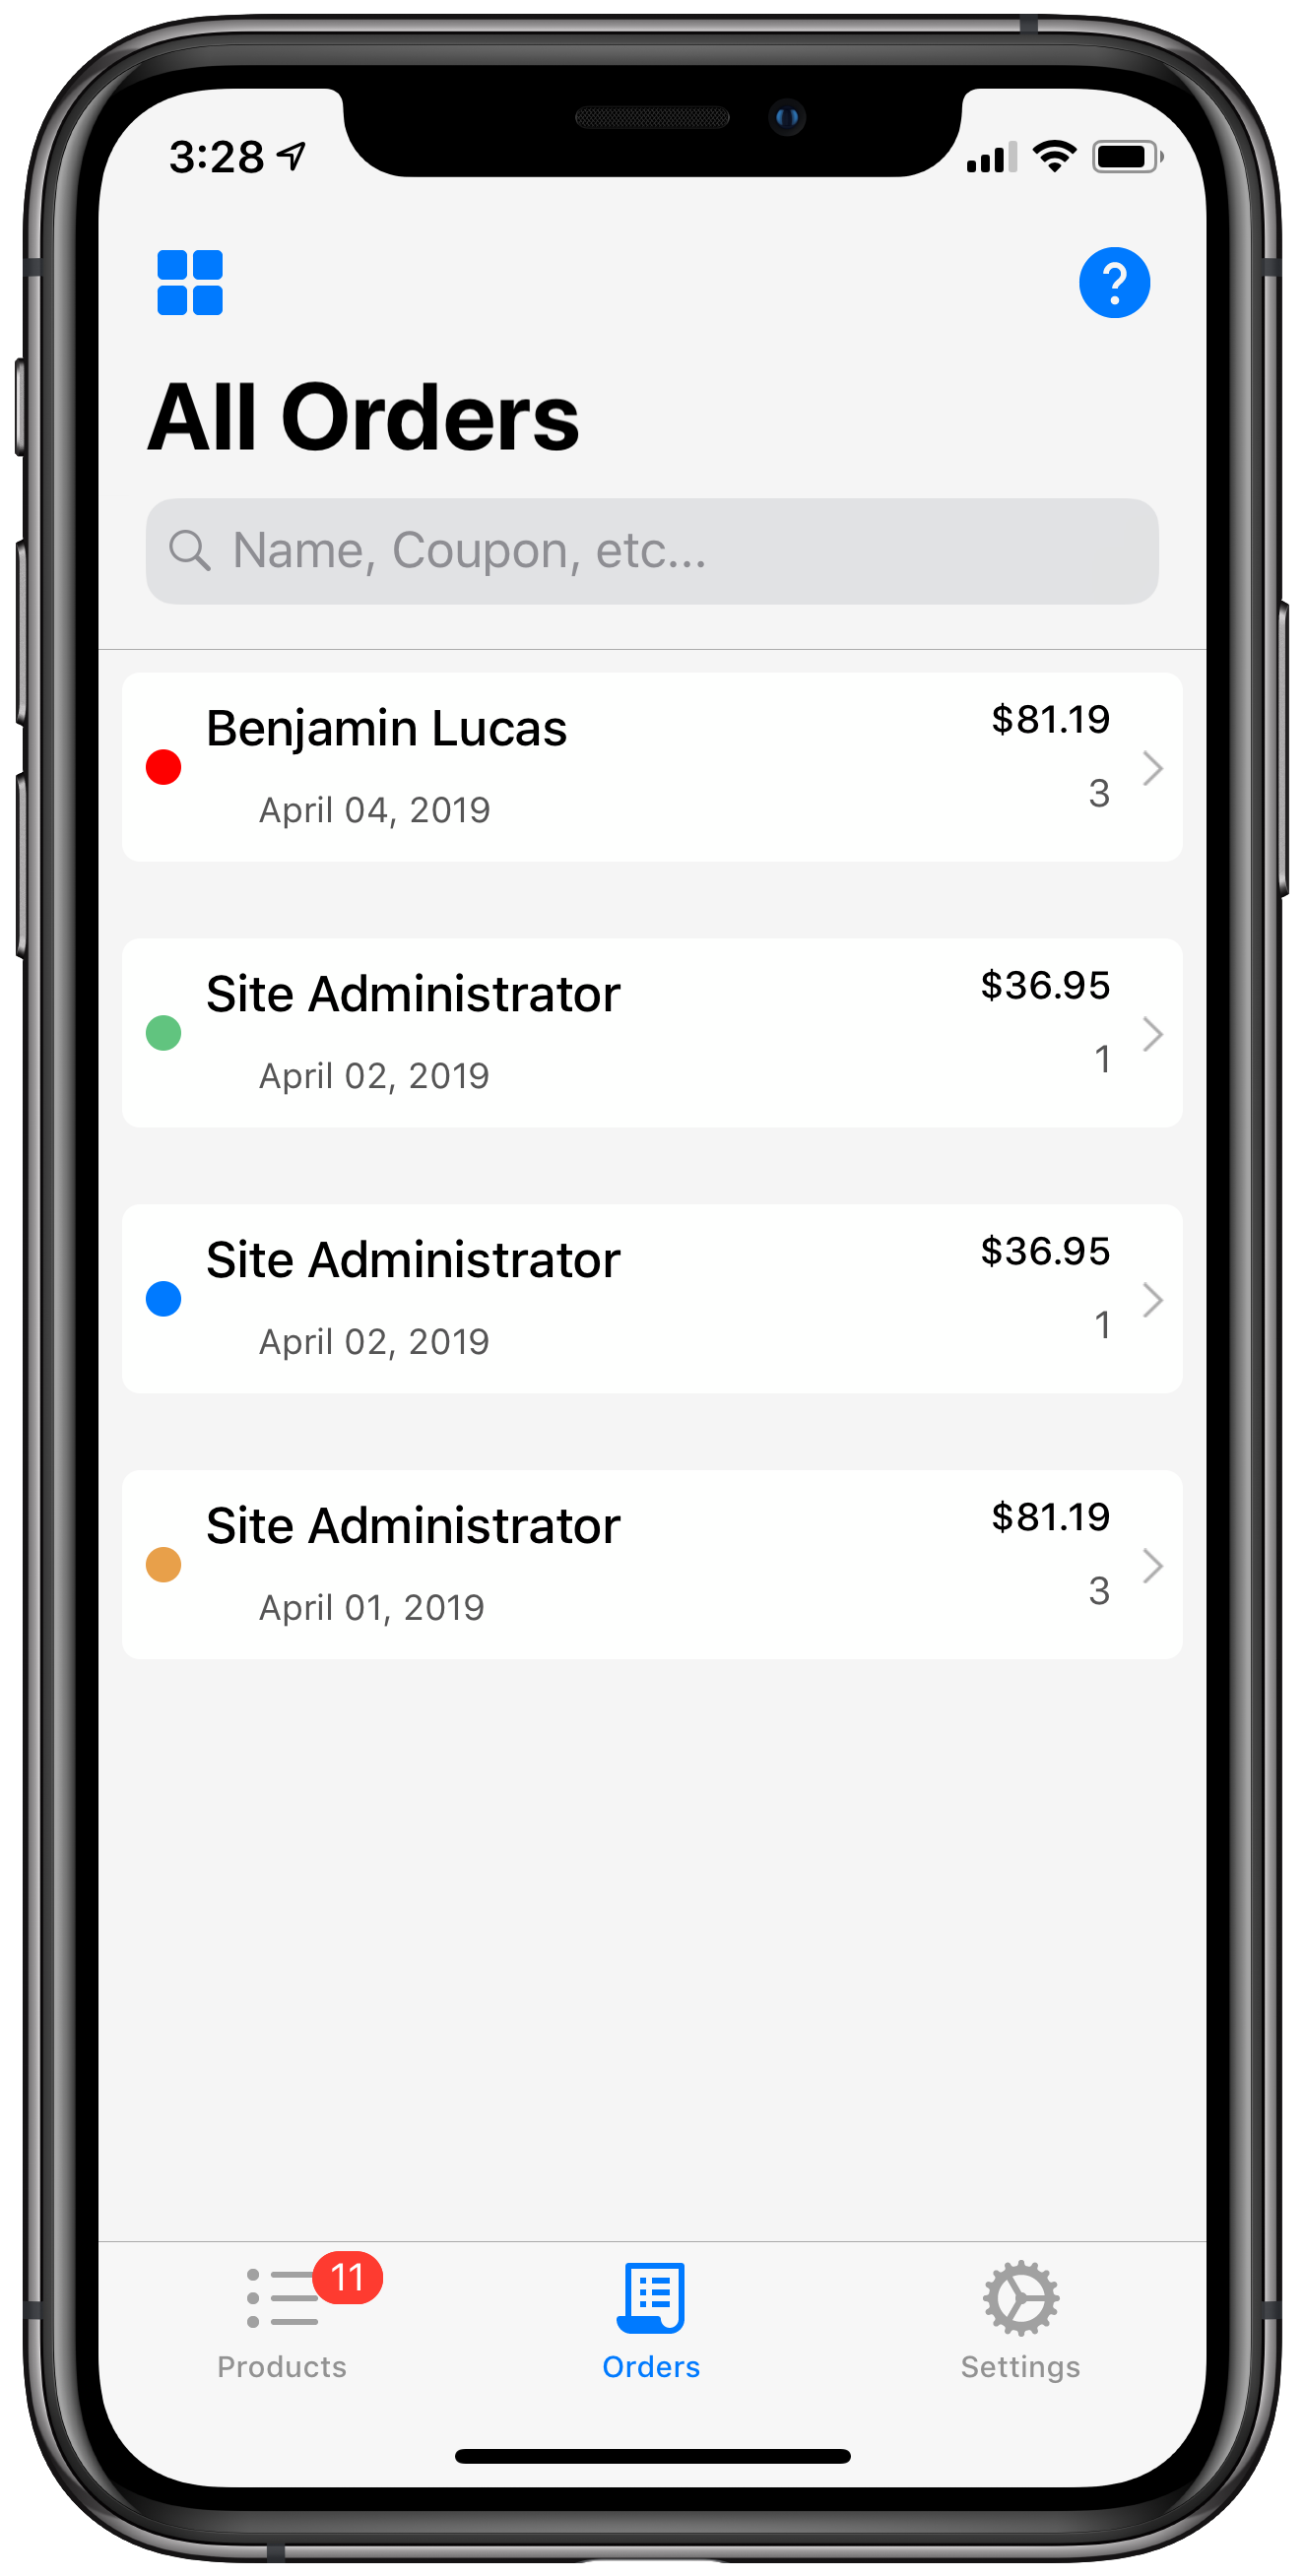 3:28
?
All Orders
Name, Coupon, etc...
Benjamin Lucas $81.19
April 04, 2019 3
Site Administrator $36.95
April 02, 2019 1
Site Administrator $36.95
April 02, 2019 1
Site Administrator $81.19
April 01, 2019 3
11
Products Orders Settings